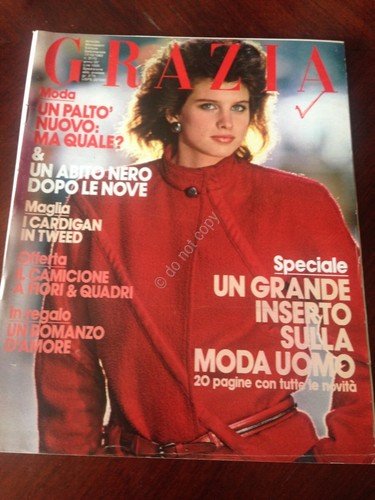 GRAZIA
Moda
UN PALTO'
NUOVO:
MA QUALE?
&
UN ABITO NERO
DOPO LE NOVE
Maglia
I CARDIGAN
IN TWEED
Offerta
IL CAMICIONE
A FIORI & QUADRI
In regalo
UN ROMANZO
D'AMORE
Speciale
UN GRANDE
INSERTO
SULLA
MODA UOMO
20 pagine con tutte le novità
© do not copy